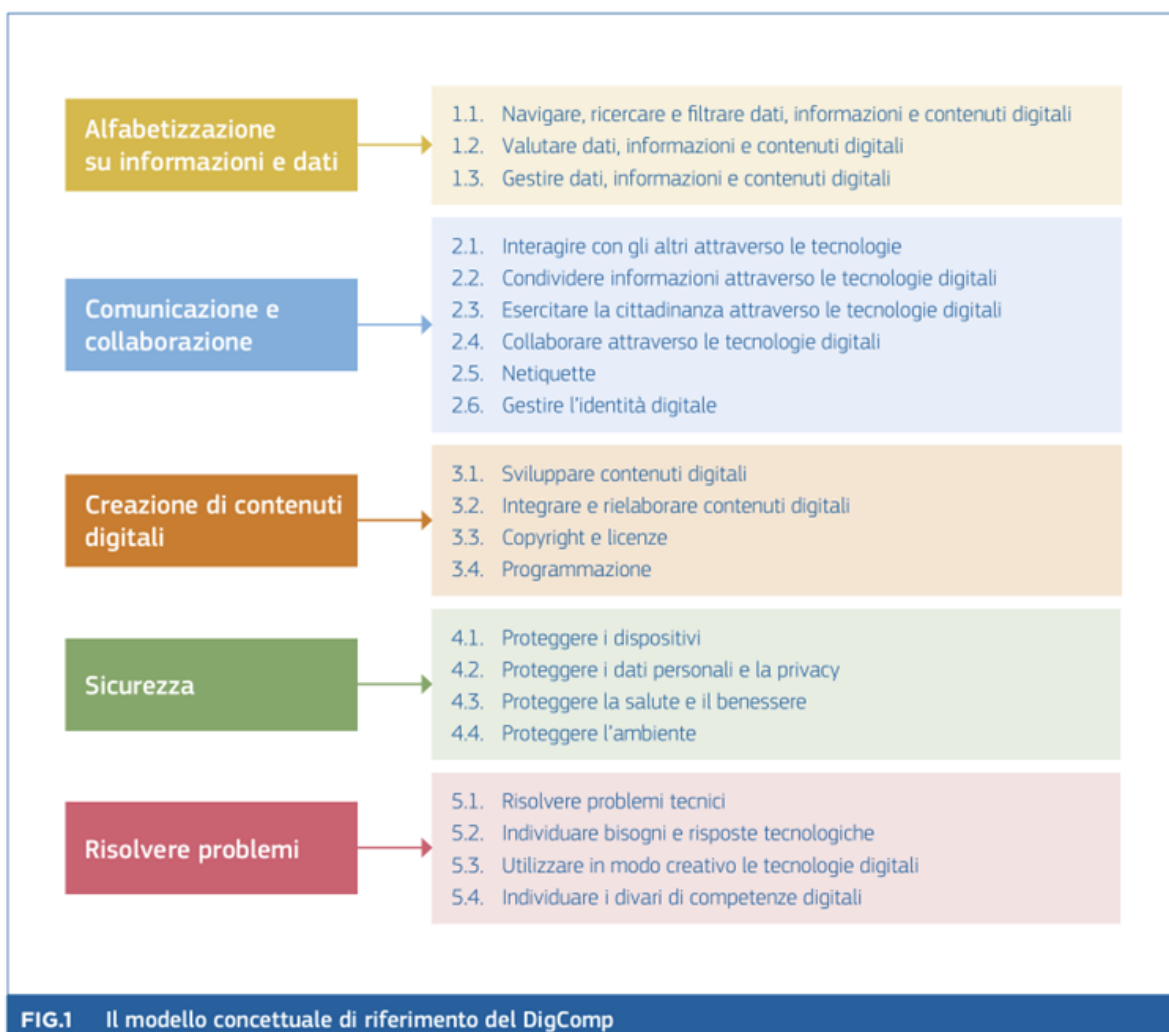 Alfabetizzazione
su informazioni e dati
1.1. Navigare, ricercare e filtrare dati, informazioni e contenuti digitali
1.2. Valutare dati, informazioni e contenuti digitali
1.3. Gestire dati, informazioni e contenuti digitali
Comunicazione e
collaborazione
2.1. Interagire con gli altri attraverso le tecnologie
2.2. Condividere informazioni attraverso le tecnologie digitali
2.3. Esercitare la cittadinanza attraverso le tecnologie digitali
2.4. Collaborare attraverso le tecnologie digitali
2.5. Netiquette
2.6. Gestire l'identità digitale
Creazione di contenuti
digitali
3.1. Sviluppare contenuti digitali
3.2. Integrare e rielaborare contenuti digitali
3.3. Copyright e licenze
3.4. Programmazione
Sicurezza
4.1. Proteggere i dispositivi
4.2. Proteggere i dati personali e la privacy
4.3. Proteggere la salute e il benessere
4.4. Proteggere l'ambiente
Risolvere problemi
5.1. Risolvere problemi tecnici
5.2. Individuare bisogni e risposte tecnologiche
5.3. Utilizzare in modo creativo le tecnologie digitali
5.4. Individuare i divari di competenze digitali
FIG.1 Il modello concettuale di riferimento del DigComp